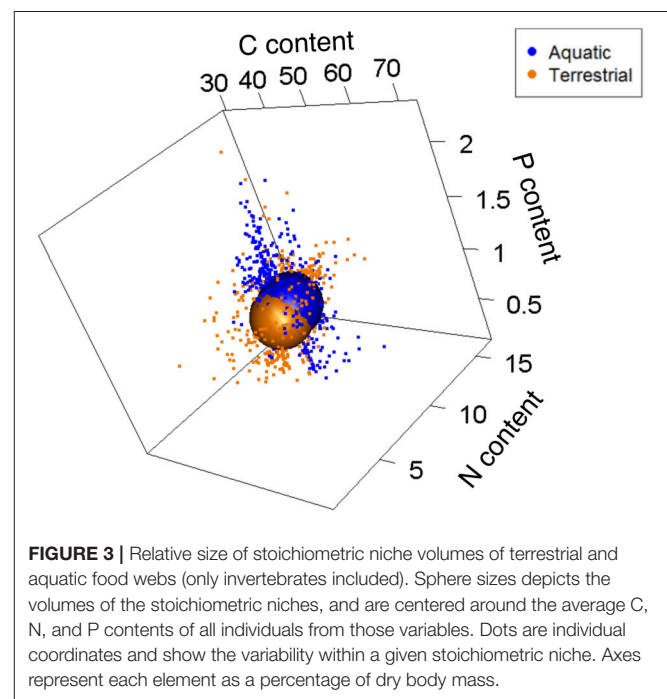 C content
30 40 50 60 70
Aquatic
Terrestrial
2
1.5
1
0.5
P content
15
10
5
N content
FIGURE 3 | Relative size of stoichiometric niche volumes of terrestrial and
aquatic food webs (only invertebrates included). Sphere sizes depicts the
volumes of the stoichiometric niches, and are centered around the average C,
N, and P contents of all individuals from those variables. Dots are individual
coordinates and show the variability within a given stoichiometric niche. Axes
represent each element as a percentage of dry body mass.